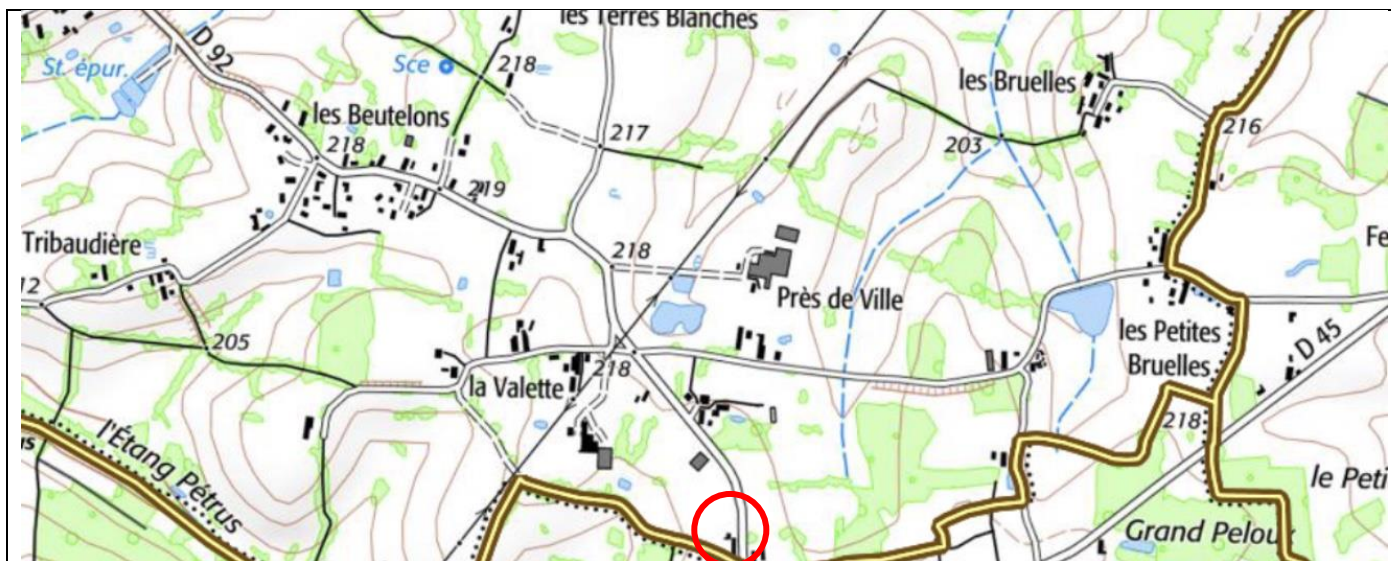 les Terres Blanches
D 92
St. épur.
Sce
218
les Bruelles
les Beutelons
217
216
203
218
219
Tribaudière
218
12
Près de Ville
les Petites
Bruelles
D 45
205
218
la Valette
218
l'Étang Pétrus
le Peti
Grand Peloux
Fe